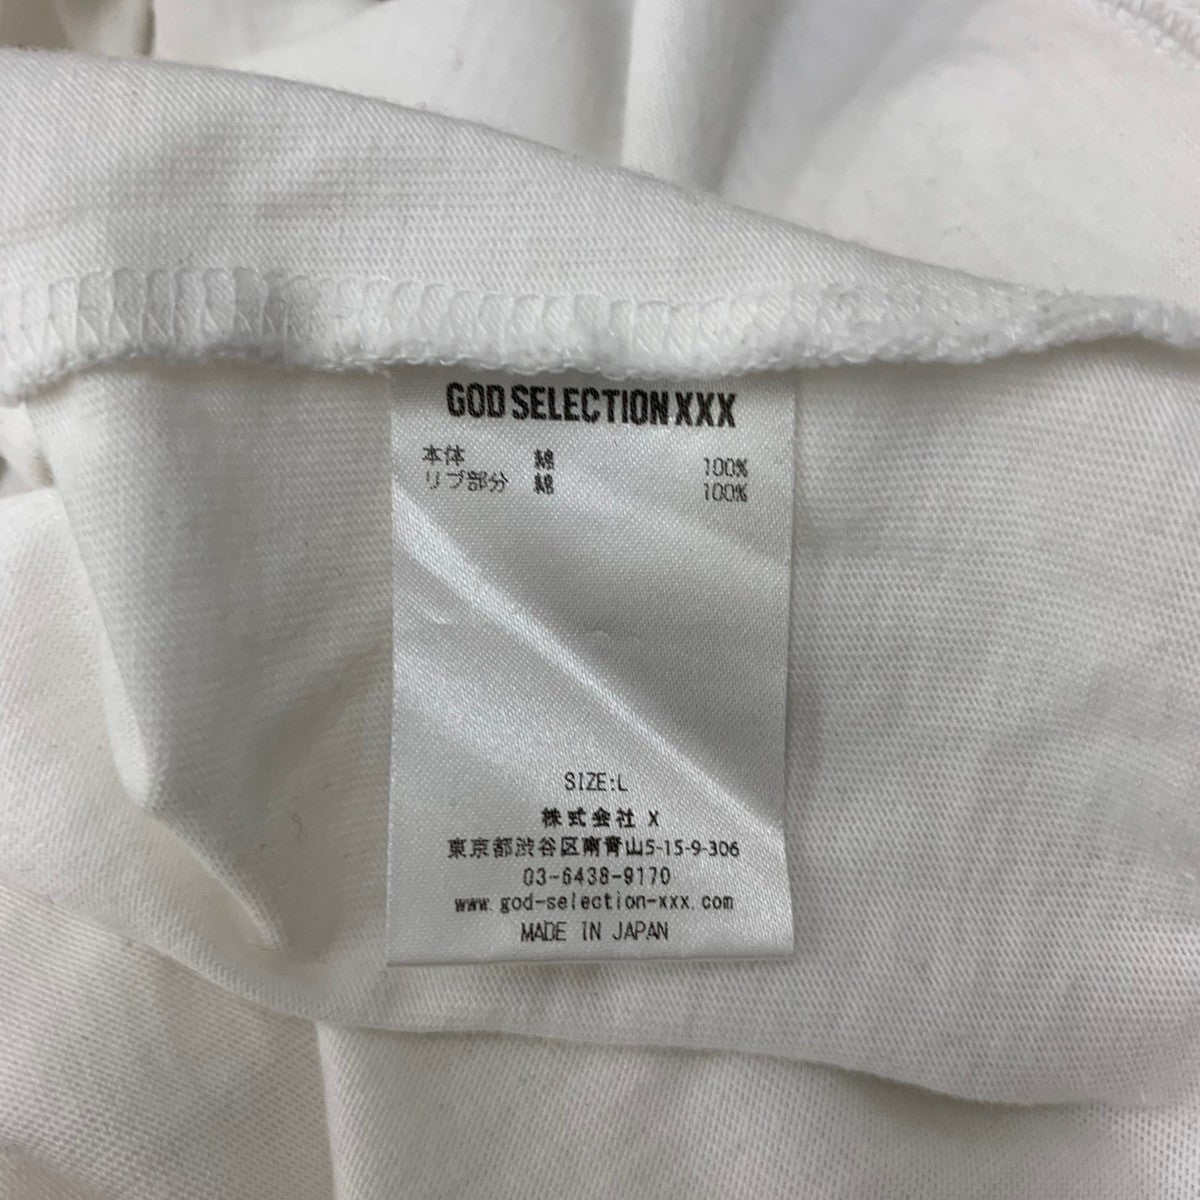 GOD SELECTION XXX
本体 綿 100%
リブ部分 綿 100%
SIZE:L
株式会社 X
東京都渋谷区南青山5-15-9-306
03-6438-9170
www.god-selection-xxx.com
MADE IN JAPAN